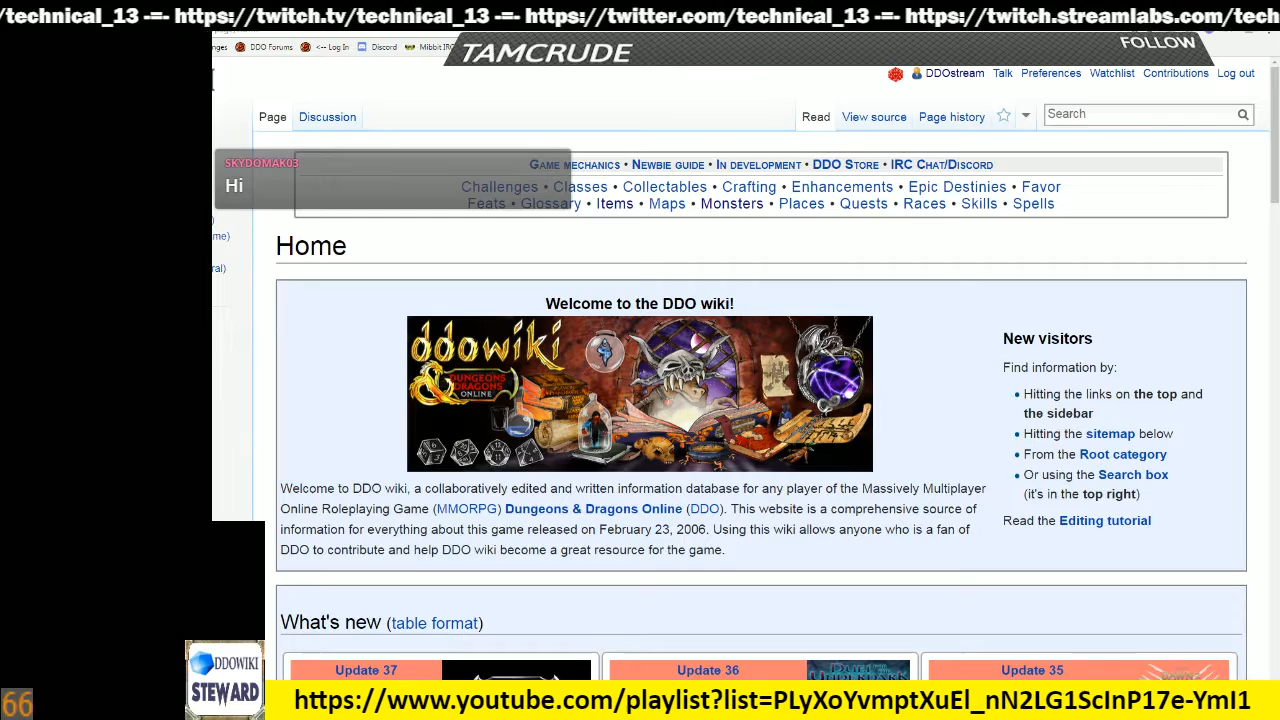 /technical_13 -=- https://twitch.tv/technical_13 -=- https://twitter.com/technical_13 -=- https://twitch.streamlabs.com/tech
nges DDO Forums <-- Log In Discord Mibbit IRC
TAMCRUDE
FOLLOW
DDOstream Talk Preferences Watchlist Contributions Log out
Page Discussion Read View source Page history Search
SKYDOMAK03
Hi
Game mechanics • Newbie guide • In development • DDO Store • IRC Chat/Discord
Challenges • Classes • Collectables • Crafting • Enhancements • Epic Destinies • Favor
Feats • Glossary • Items • Maps • Monsters • Places • Quests • Races • Skills • Spells
)
me)
ral)
Home
Welcome to the DDO wiki!
ddowiki
DUNGEONS & DRAGONS ONLINE
Welcome to DDO wiki, a collaboratively edited and written information database for any player of the Massively Multiplayer
Online Roleplaying Game (MMORPG) Dungeons & Dragons Online (DDO). This website is a comprehensive source of
information for everything about this game released on February 23, 2006. Using this wiki allows anyone who is a fan of
DDO to contribute and help DDO wiki become a great resource for the game.
New visitors
Find information by:
• Hitting the links on the top and
the sidebar
• Hitting the sitemap below
• From the Root category
• Or using the Search box
(it's in the top right)
Read the Editing tutorial
What's new (table format)
Update 37 Update 36 Update 35
DDOWIKI
STEWARD
66
https://www.youtube.com/playlist?list=PLyXoYvmptXuEl_nN2LG1ScInP17e-YmI1